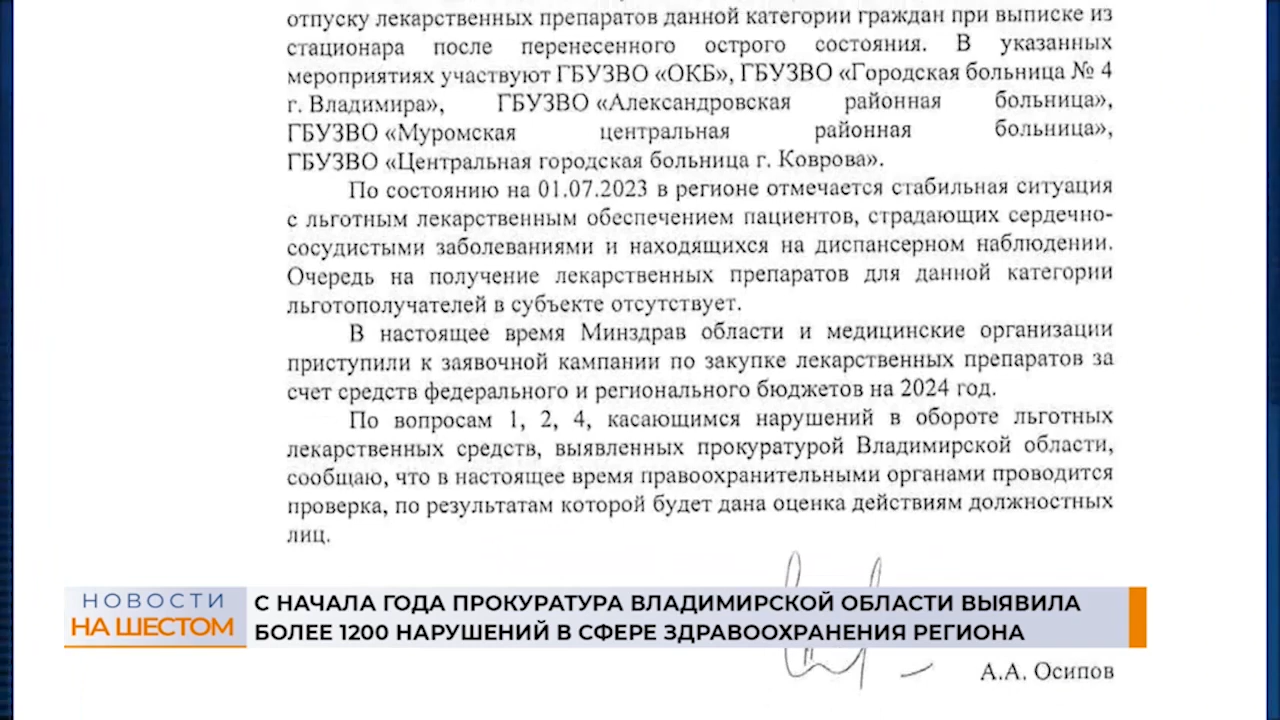 отпуску лекарственных препаратов данной категории граждан при выписке из
стационара после перенесенного острого состояния. В указанных
мероприятиях участвуют ГБУЗВО «ОКБ», ГБУЗВО «Городская больница № 4
г. Владимира», ГБУЗВО «Александровская районная больница»,
ГБУЗВО «Муромская центральная районная больница»,
ГБУЗВО «Центральная городская больница г. Коврова».
По состоянию на 01.07.2023 в регионе отмечается стабильная ситуация
с льготным лекарственным обеспечением пациентов, страдающих сердечно-
сосудистыми заболеваниями и находящихся на диспансерном наблюдении.
Очередь на получение лекарственных препаратов для данной категории
льготополучателей в субъекте отсутствует.
В настоящее время Минздрав области и медицинские организации
приступили к заявочной кампании по закупке лекарственных препаратов за
счет средств федерального и регионального бюджетов на 2024 год.
По вопросам 1, 2, 4, касающимся нарушений в обороте льготных
лекарственных средств, выявленных прокуратурой Владимирской области,
сообщаю, что в настоящее время правоохранительными органами проводится
проверка, по результатам которой будет дана оценка действиям должностных
лиц.
НОВОСТИ
НА ШЕСТОМ
С НАЧАЛА ГОДА ПРОКУРАТУРА ВЛАДИМИРСКОЙ ОБЛАСТИ ВЫЯВИЛА
БОЛЕЕ 1200 НАРУШЕНИЙ В СФЕРЕ ЗДРАВООХРАНЕНИЯ РЕГИОНА
А.А. Осипов